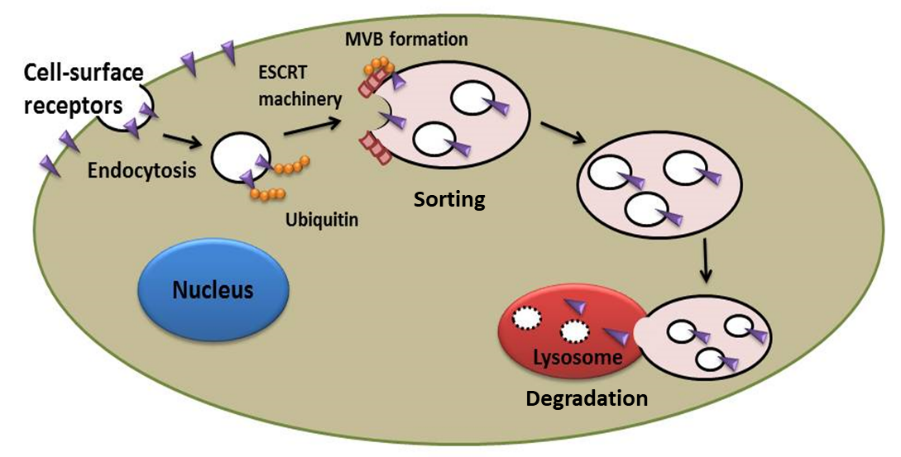 MVB formation
Cell-surface
receptors
ESCRT
machinery
Endocytosis
Sorting
Ubiquitin
Nucleus
Lysosome
Degradation